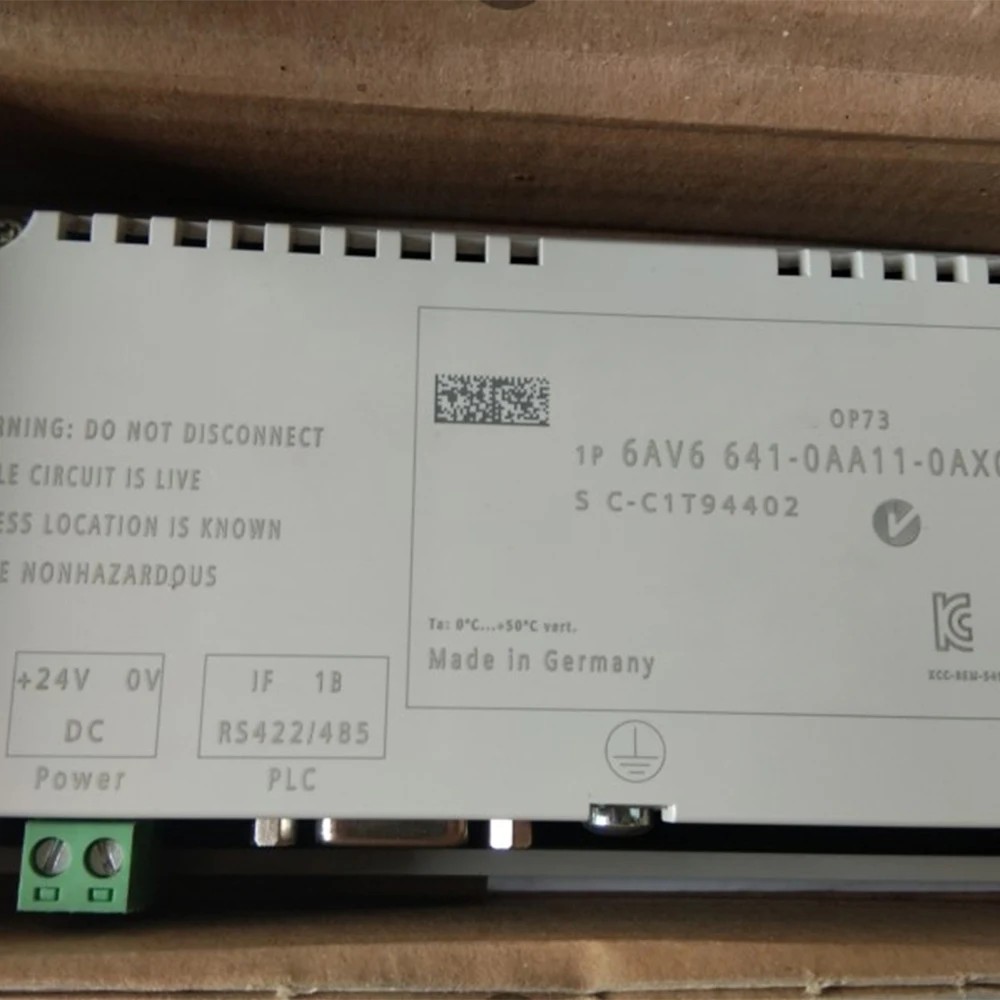 RNING: DO NOT DISCONNECT
LE CIRCUIT IS LIVE
ESS LOCATION IS KNOWN
E NONHAZARDOUS
+24V 0V
DC
Power
IF 1B
RS422/485
PLC
OP73
1P 6AV6 641-0AA11-0AX
S C-C1T94402
Ta: 0°C...+50°C vert.
Made in Germany